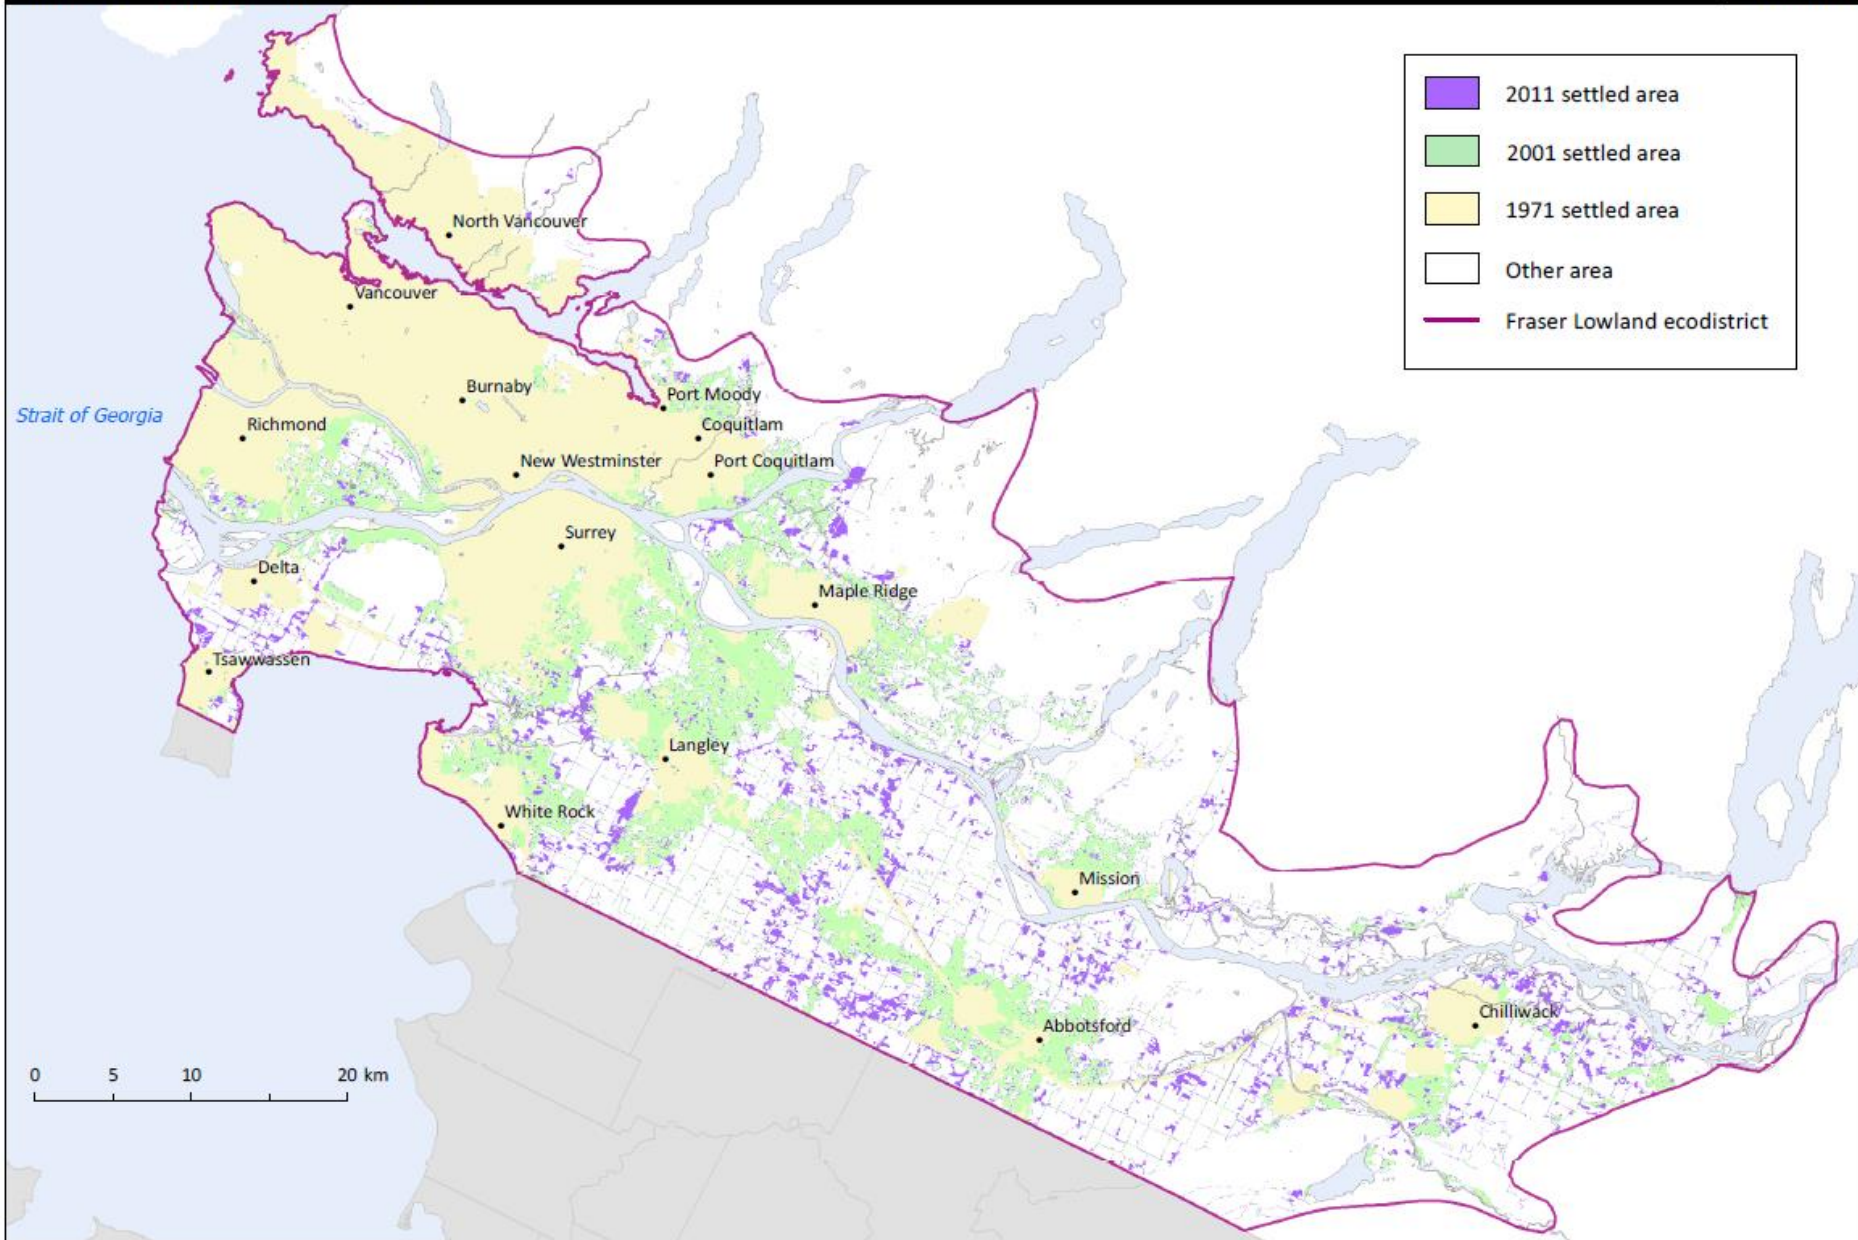 2011 settled area
2001 settled area
1971 settled area
Other area
Fraser Lowland ecodistrict
North Vancouver
Vancouver
Burnaby
Port Moody
Strait of Georgia
Richmond
Coquitlam
New Westminster
Port Coquitlam
Surrey
Delta
Maple Ridge
Tsawwassen
Langley
White Rock
Mission
Chilliwack
Abbotsford
0 5 10 20 km